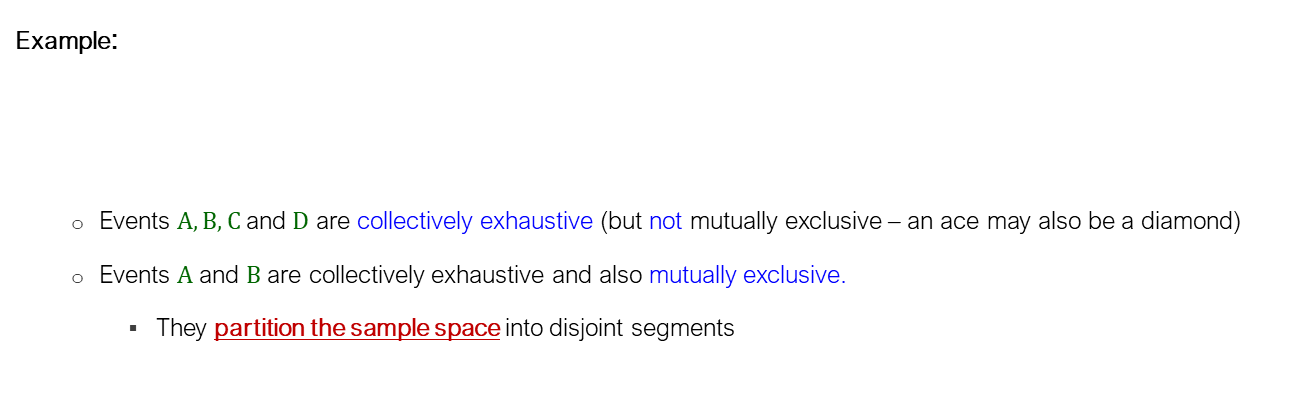 Example:
○ Events A, B, C and D are collectively exhaustive (but not mutually exclusive – an ace may also be a diamond)
○ Events A and B are collectively exhaustive and also mutually exclusive.
▪ They partition the sample space into disjoint segments